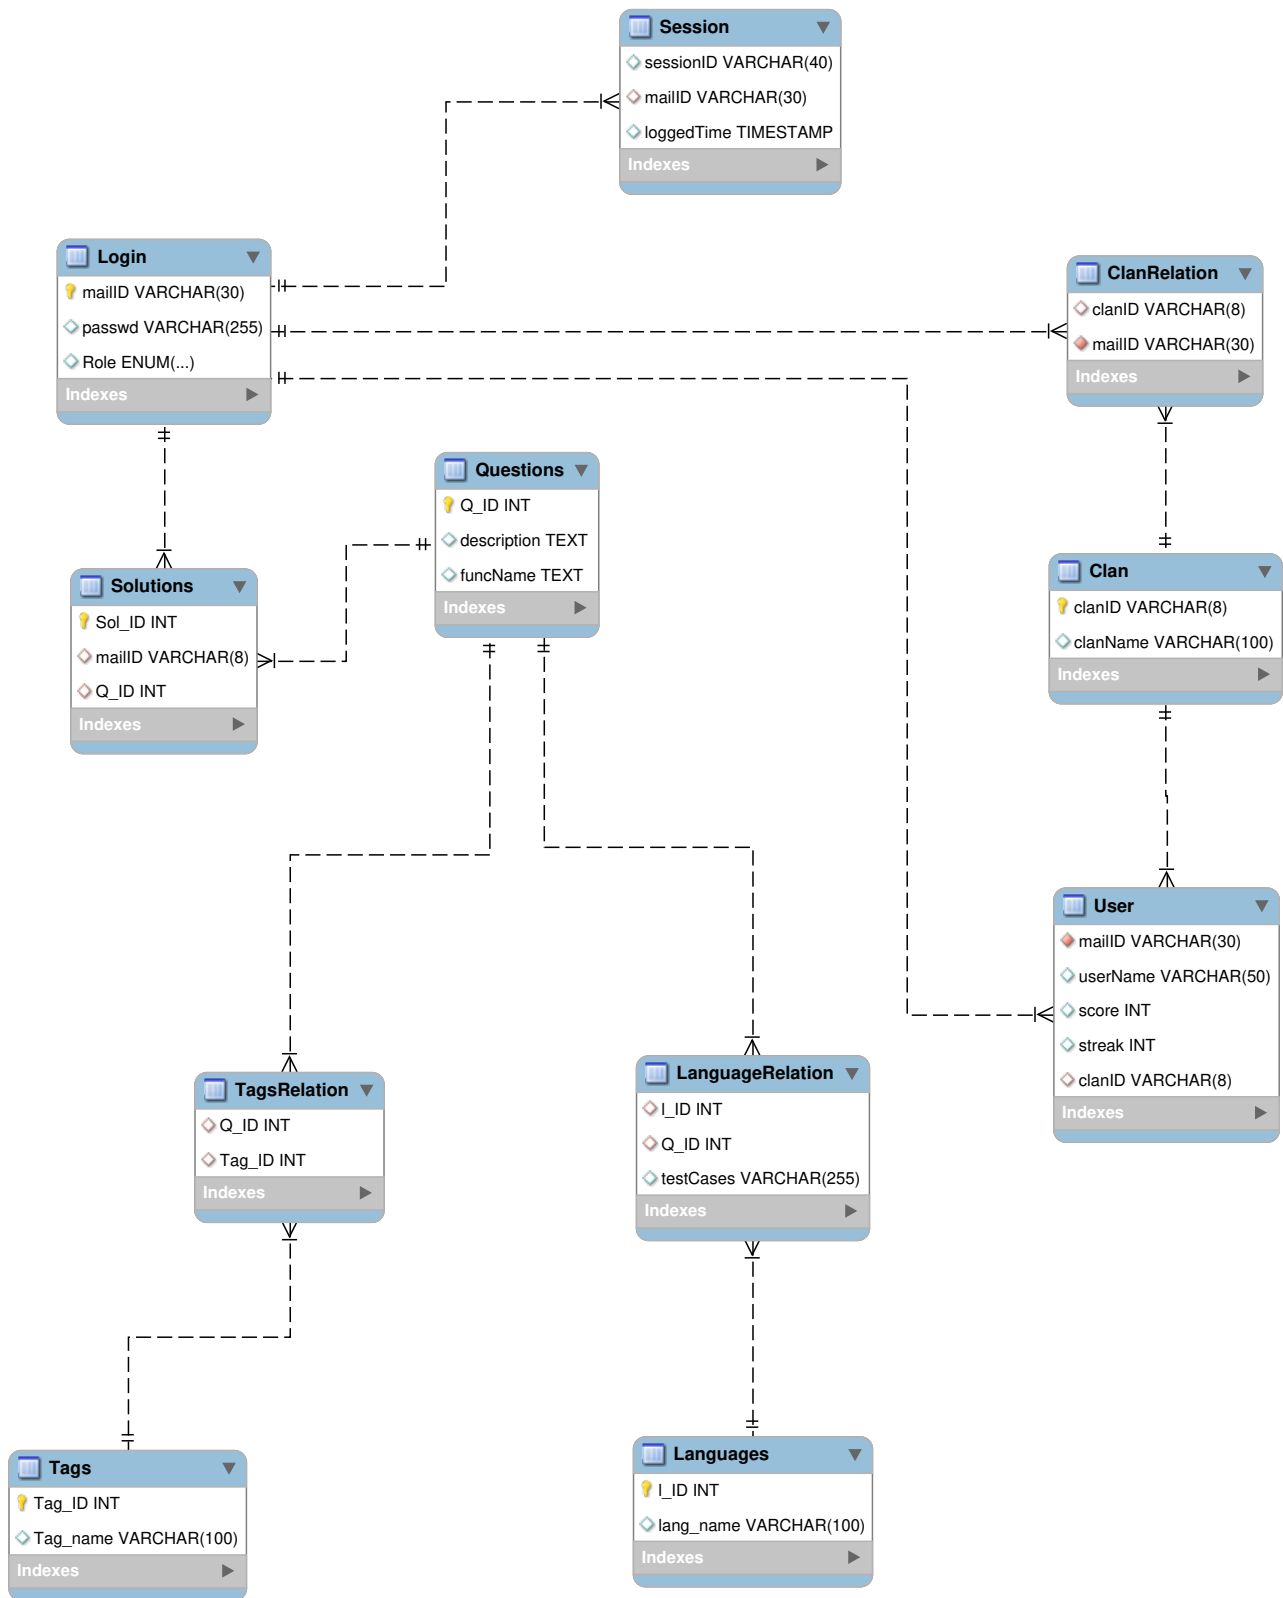 Session
sessionID VARCHAR(40)
mailID VARCHAR(30)
loggedTime TIMESTAMP
Indexes
Login
mailID VARCHAR(30)
passwd VARCHAR(255)
Role ENUM(...)
Indexes
ClanRelation
clanID VARCHAR(8)
mailID VARCHAR(30)
Indexes
Questions
Q_ID INT
description TEXT
funcName TEXT
Indexes
Solutions
Sol_ID INT
mailID VARCHAR(8)
Q_ID INT
Indexes
Clan
clanID VARCHAR(8)
clanName VARCHAR(100)
Indexes
User
mailID VARCHAR(30)
userName VARCHAR(50)
score INT
streak INT
clanID VARCHAR(8)
Indexes
TagsRelation
Q_ID INT
Tag_ID INT
Indexes
LanguageRelation
l_ID INT
Q_ID INT
testCases VARCHAR(255)
Indexes
Tags
Tag_ID INT
Tag_name VARCHAR(100)
Indexes
Languages
l_ID INT
lang_name VARCHAR(100)
Indexes